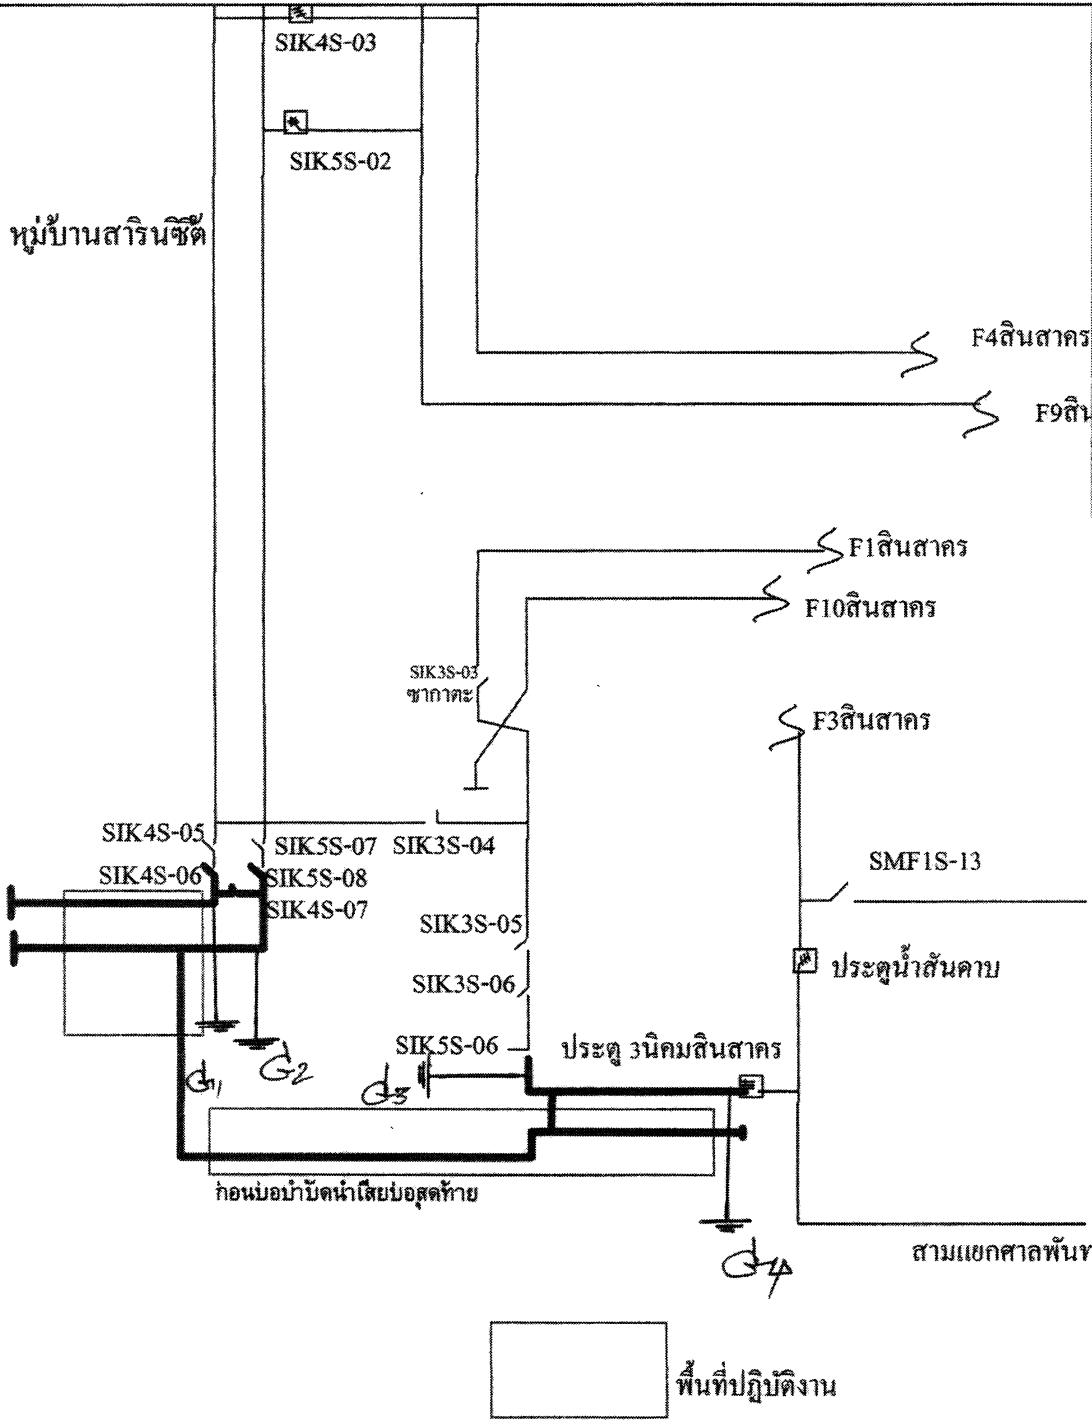 SIK4S-03
SIK5S-02
หมู่บ้านสารินซิตี้
F4สินสาคร
F9สิน
F1สินสาคร
F10สินสาคร
SIK3S-03
ซากาตะ
F3สินสาคร
SIK4S-05
SIK5S-07
SIK3S-04
SIK4S-06
SIK5S-08
SIK4S-07
SMF1S-13
SIK3S-05
SIK3S-06
ประตูน้ำสันดาบ
SIK5S-06
ประตู 3นิคมสินสาคร
G1
G2
G3
ก่อนบ่อบำบัดน้ำเสียบ่อสุดท้าย
G4
สามแยกศาลพันท
พื้นที่ปฏิบัติงาน